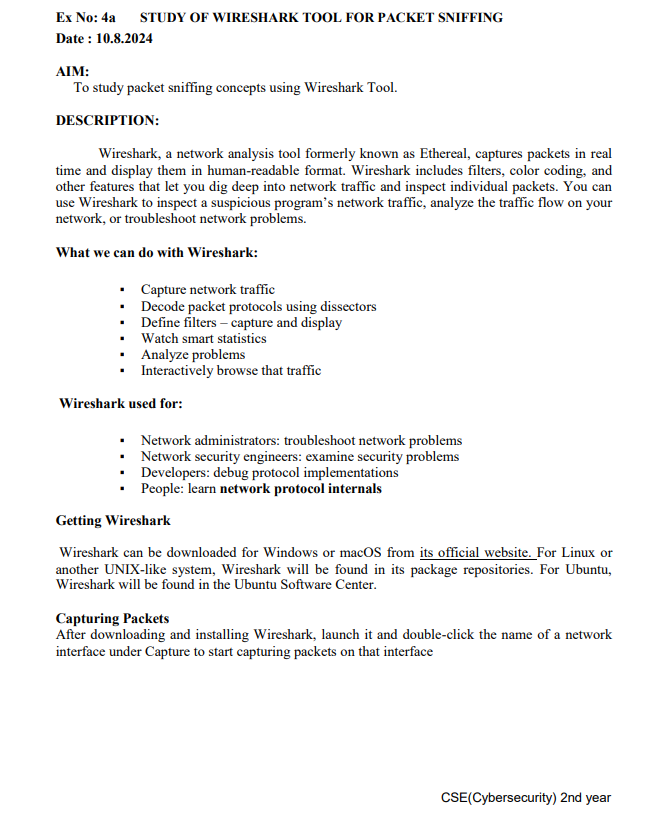 Ex No: 4a STUDY OF WIRESHARK TOOL FOR PACKET SNIFFING
Date : 10.8.2024
AIM:
To study packet sniffing concepts using Wireshark Tool.
DESCRIPTION:
Wireshark, a network analysis tool formerly known as Ethereal, captures packets in real
time and display them in human-readable format. Wireshark includes filters, color coding, and
other features that let you dig deep into network traffic and inspect individual packets. You can
use Wireshark to inspect a suspicious program's network traffic, analyze the traffic flow on your
network, or troubleshoot network problems.
What we can do with Wireshark:
▪ Capture network traffic
▪ Decode packet protocols using dissectors
▪ Define filters – capture and display
▪ Watch smart statistics
▪ Analyze problems
▪ Interactively browse that traffic
Wireshark used for:
▪ Network administrators: troubleshoot network problems
▪ Network security engineers: examine security problems
▪ Developers: debug protocol implementations
▪ People: learn network protocol internals
Getting Wireshark
Wireshark can be downloaded for Windows or macOS from its official website. For Linux or
another UNIX-like system, Wireshark will be found in its package repositories. For Ubuntu,
Wireshark will be found in the Ubuntu Software Center.
Capturing Packets
After downloading and installing Wireshark, launch it and double-click the name of a network
interface under Capture to start capturing packets on that interface
CSE(Cybersecurity) 2nd year